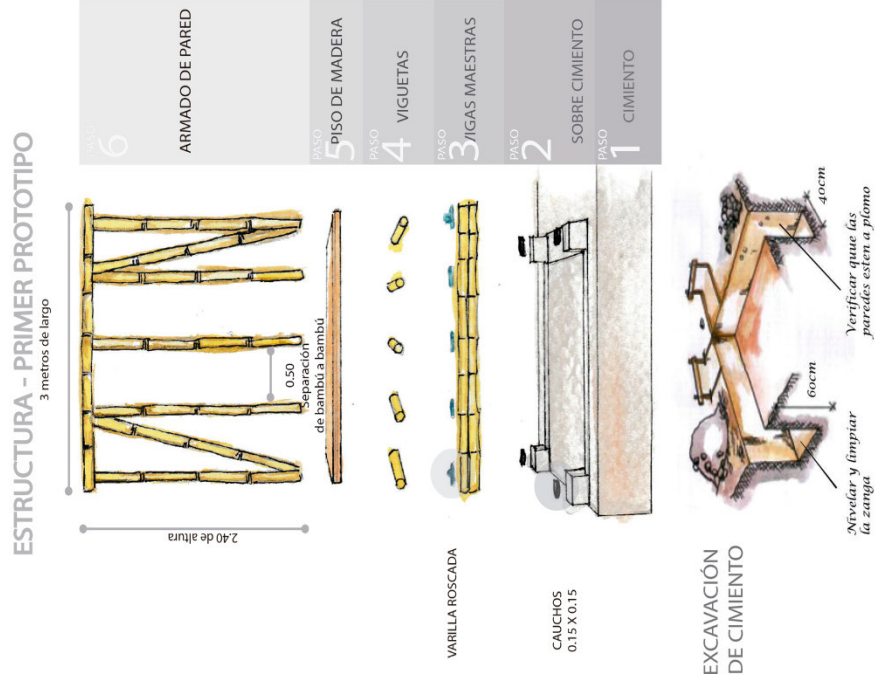 ESTRUCTURA - PRIMER PROTOTIPO
3 metros de largo
2.40 de altura
0.50
Separación
de bambú a bambú
PASO
6
ARMADO DE PARED
PASO
5
PISO DE MADERA
PASO
4
VIGUETAS
PASO
3
VIGAS MAESTRAS
VARILLA ROSCADA
PASO
2
SOBRE CIMIENTO
CAUCHOS
0.15 X 0.15
PASO
1
CIMIENTO
EXCAVACIÓN
DE CIMIENTO
60cm
40cm
Nivelar y limpiar
la zanga
Verificar quue las
paredes esten a plomo